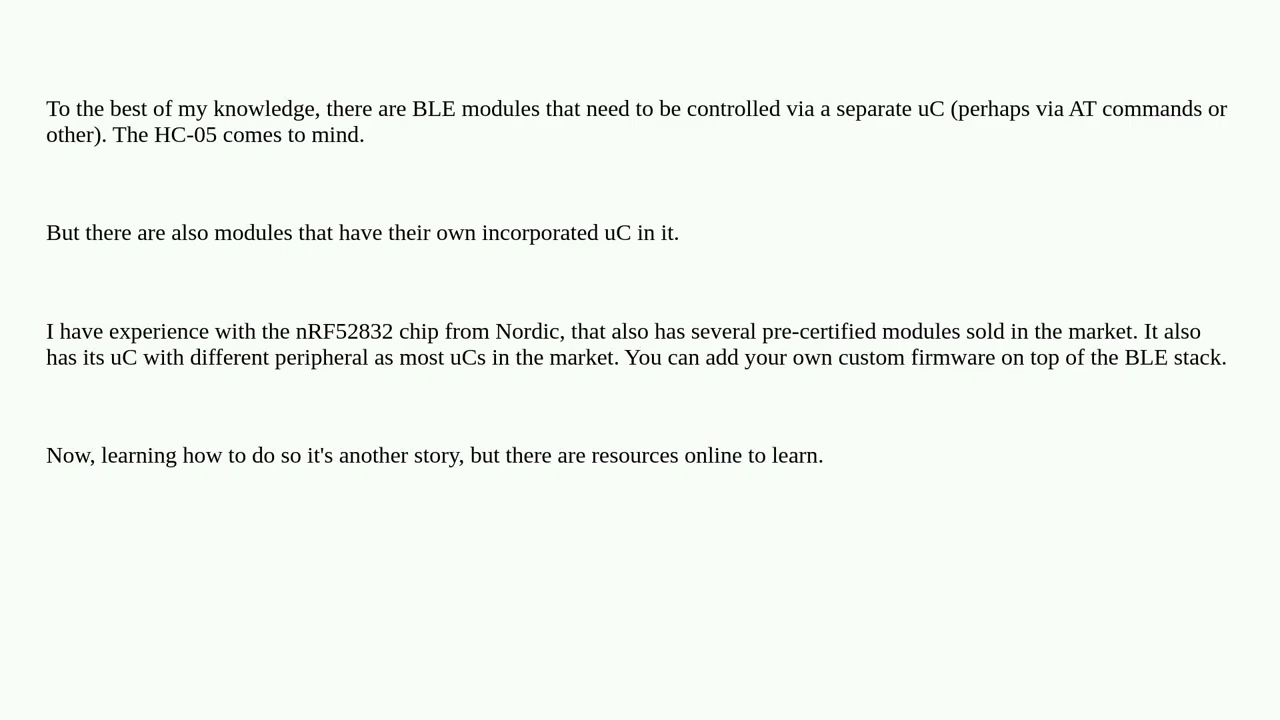 To the best of my knowledge, there are BLE modules that need to be controlled via a separate uC (perhaps via AT commands or
other). The HC-05 comes to mind.
But there are also modules that have their own incorporated uC in it.
I have experience with the nRF52832 chip from Nordic, that also has several pre-certified modules sold in the market. It also
has its uC with different peripheral as most uCs in the market. You can add your own custom firmware on top of the BLE stack.
Now, learning how to do so it's another story, but there are resources online to learn.